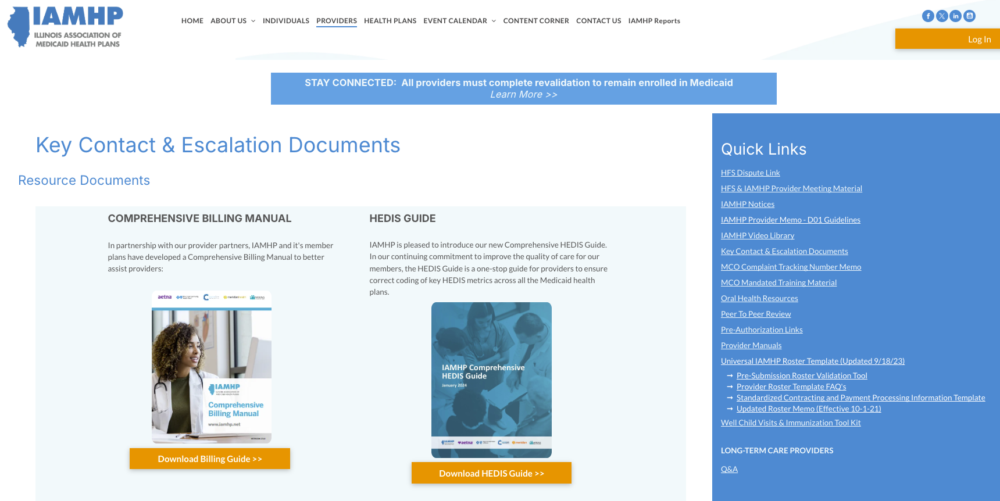 IAMHP
ILLINOIS ASSOCIATION OF
MEDICAID HEALTH PLANS
HOME ABOUT US INDIVIDUALS PROVIDERS HEALTH PLANS EVENT CALENDAR CONTENT CORNER CONTACT US IAMHP Reports
Log In
STAY CONNECTED: All providers must complete revalidation to remain enrolled in Medicaid
Learn More >>
Key Contact & Escalation Documents
Resource Documents
COMPREHENSIVE BILLING MANUAL
In partnership with our provider partners, IAMHP and it's member
plans have developed a Comprehensive Billing Manual to better
assist providers:
aetna
meridianhealth
IAMHP
Comprehensive
Billing Manual
www.iamhp.net
Download Billing Guide >>
HEDIS GUIDE
IAMHP is pleased to introduce our new Comprehensive HEDIS Guide.
In our continuing commitment to improve the quality of care for our
members, the HEDIS Guide is a one-stop guide for providers to ensure
correct coding of key HEDIS metrics across all the Medicaid health
plans.
IAMHP Comprehensive
HEDIS Guide
January 2024
IAMHP aetna meridian
Download HEDIS Guide >>
Quick Links
HFS Dispute Link
HFS & IAMHP Provider Meeting Material
IAMHP Notices
IAMHP Provider Memo - D01 Guidelines
IAMHP Video Library
Key Contact & Escalation Documents
MCO Complaint Tracking Number Memo
MCO Mandated Training Material
Oral Health Resources
Peer To Peer Review
Pre-Authorization Links
Provider Manuals
Universal IAMHP Roster Template (Updated 9/18/23)
→ Pre-Submission Roster Validation Tool
→ Provider Roster Template FAQ's
→ Standardized Contracting and Payment Processing Information Template
→ Updated Roster Memo (Effective 10-1-21)
Well Child Visits & Immunization Tool Kit
LONG-TERM CARE PROVIDERS
Q&A